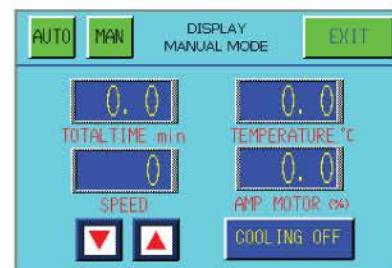 AUTO MAN DISPLAY MANUAL MODE EXIT
0. 0 0. 0
TOTALTIME min TEMPERATURE °C
0 0. 0
SPEED AMP MOTOR (%)
COOLING OFF